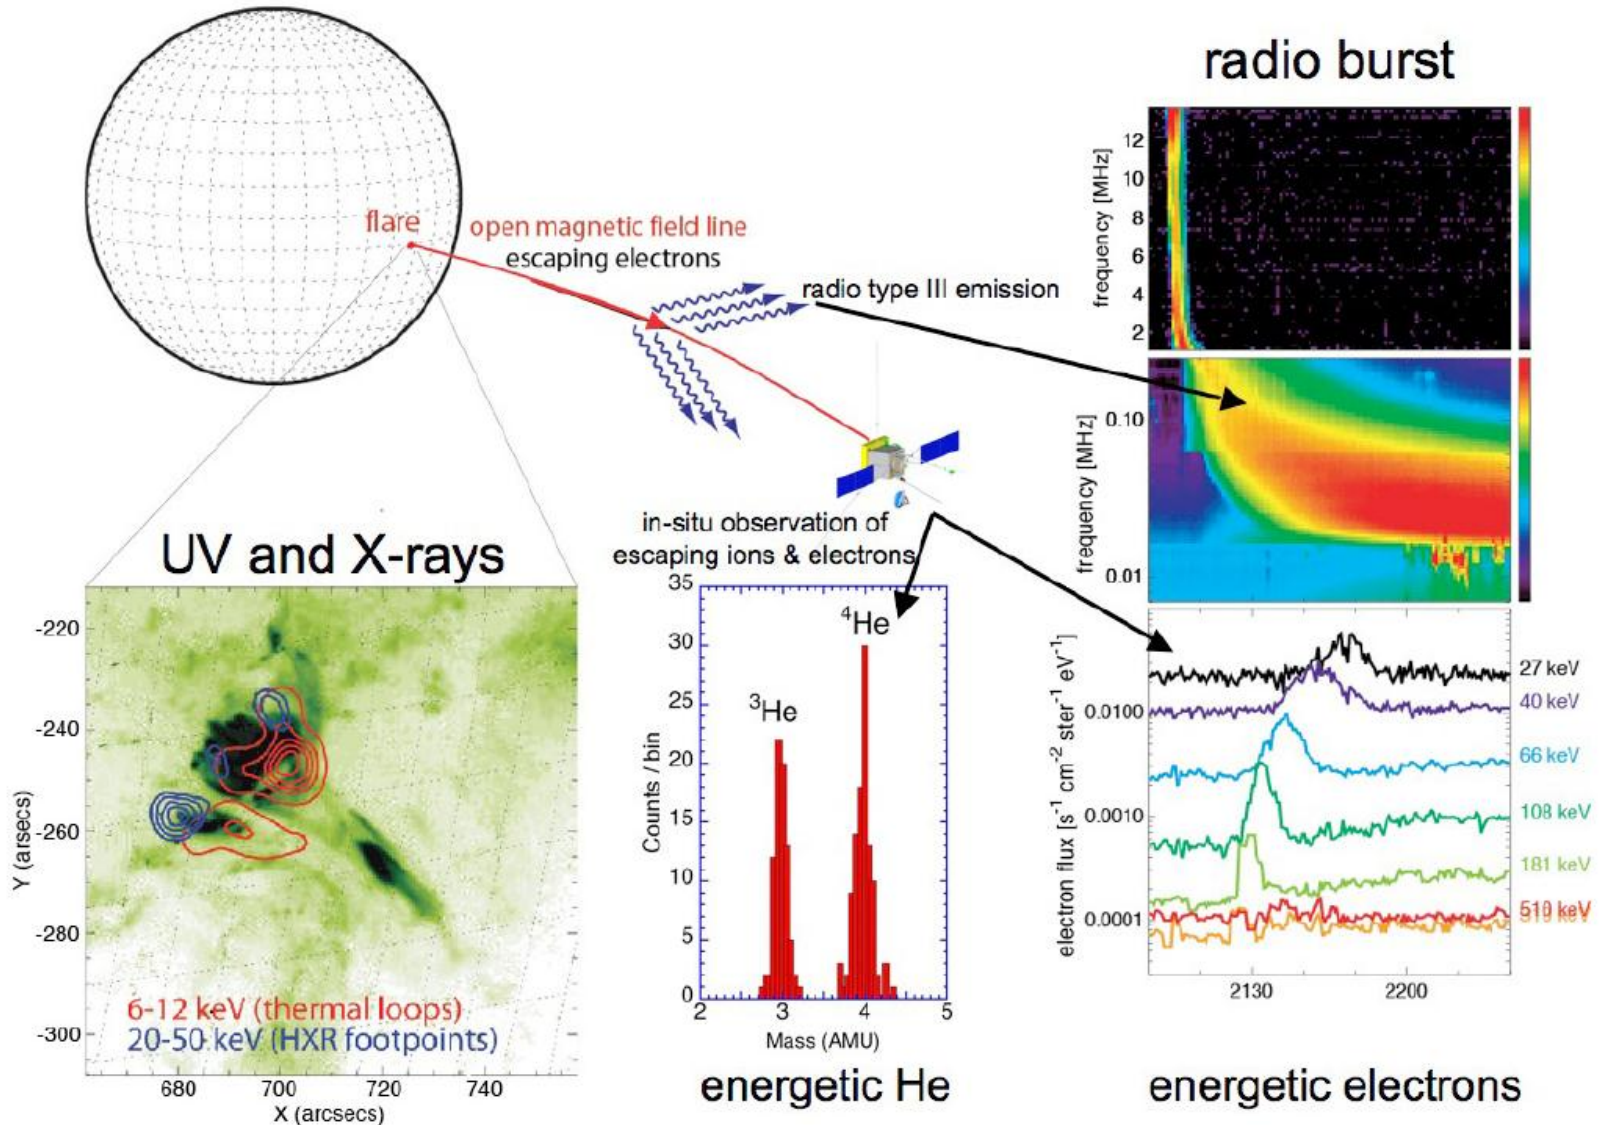 radio burst
flare
open magnetic field line
escaping electrons
radio type III emission
frequency [MHz]
12
10
8
6
4
2
frequency [MHz]
0.10
0.01
in-situ observation of
escaping ions & electrons
UV and X-rays
-220
-240
-260
-280
-300
Y (arsecs)
6-12 keV (thermal loops)
20-50 keV (HXR footpoints)
680 700 720 740
X (arcsecs)
35
30
25
20
15
10
5
0
Counts / bin
³He
⁴He
2 3 4 5
Mass (AMU)
energetic He
electron flux [s⁻¹ cm⁻² ster⁻¹ eV⁻¹]
0.0100
0.0010
0.0001
27 keV
40 keV
66 keV
108 keV
181 keV
510 keV
2130 2200
energetic electrons